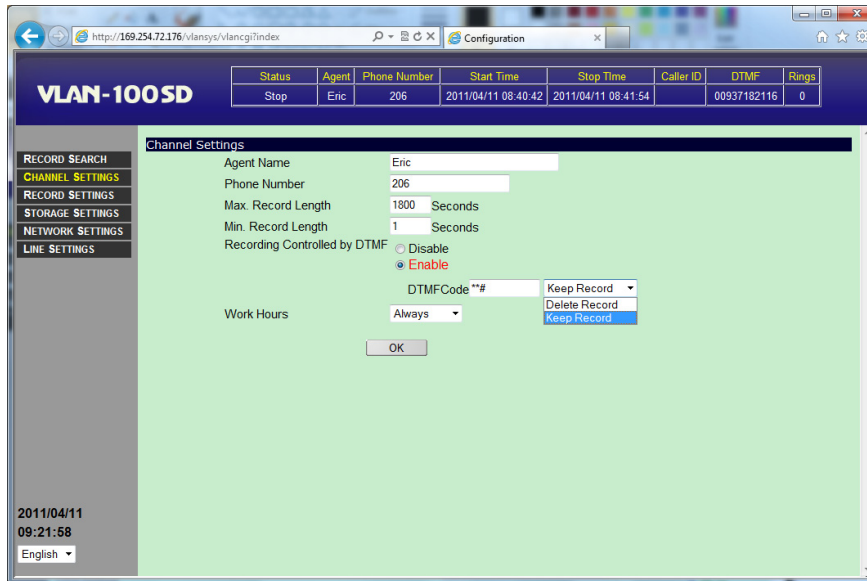 http://169.254.72.176/vlansys/vlancgi?index
Configuration
VLAN-100SD
Status Agent Phone Number Start Time Stop TIme Caller ID DTMF Rings
Stop Eric 206 2011/04/11 08:40:42 2011/04/11 08:41:54 00937182116 0
RECORD SEARCH
CHANNEL SETTINGS
RECORD SETTINGS
STORAGE SETTINGS
NETWORK SETTINGS
LINE SETTINGS
Channel Settings
Agent Name Eric
Phone Number 206
Max. Record Length 1800 Seconds
Min. Record Length 1 Seconds
Recording Controlled by DTMF Disable
Enable
DTMFCode **# Keep Record
Delete Record
Keep Record
Work Hours Always
OK
2011/04/11
09:21:58
English